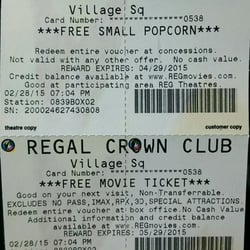 Village Sq
Card Number: ************0538
***FREE SMALL POPCORN***
Redeem entire voucher at concessions.
Not valid with any other offer. No cash value.
REWARD EXPIRES: 04/29/2015
Credit balance available at www.REGmovies.com.
Good at participating REG Theatres.
02/28/15 07:04 PM
Station: 0839BOX02
SN: 200024627430808
theatre copy customer copy
REGAL CROWN CLUB
Village Sq
Card Number: ************0538
***FREE MOVIE TICKET***
Good on your next visit, Non-Transferrable.
EXCLUDES NO PASS,IMAX,RPX,3D,SPECIAL ATTRACTIONS.
Redeem entire voucher at box office. No Cash Value
Additional information and credit balance
available at www.REGmovies.com.
REWARD EXPIRES: 05/29/2015
02/28/15 07:04 PM